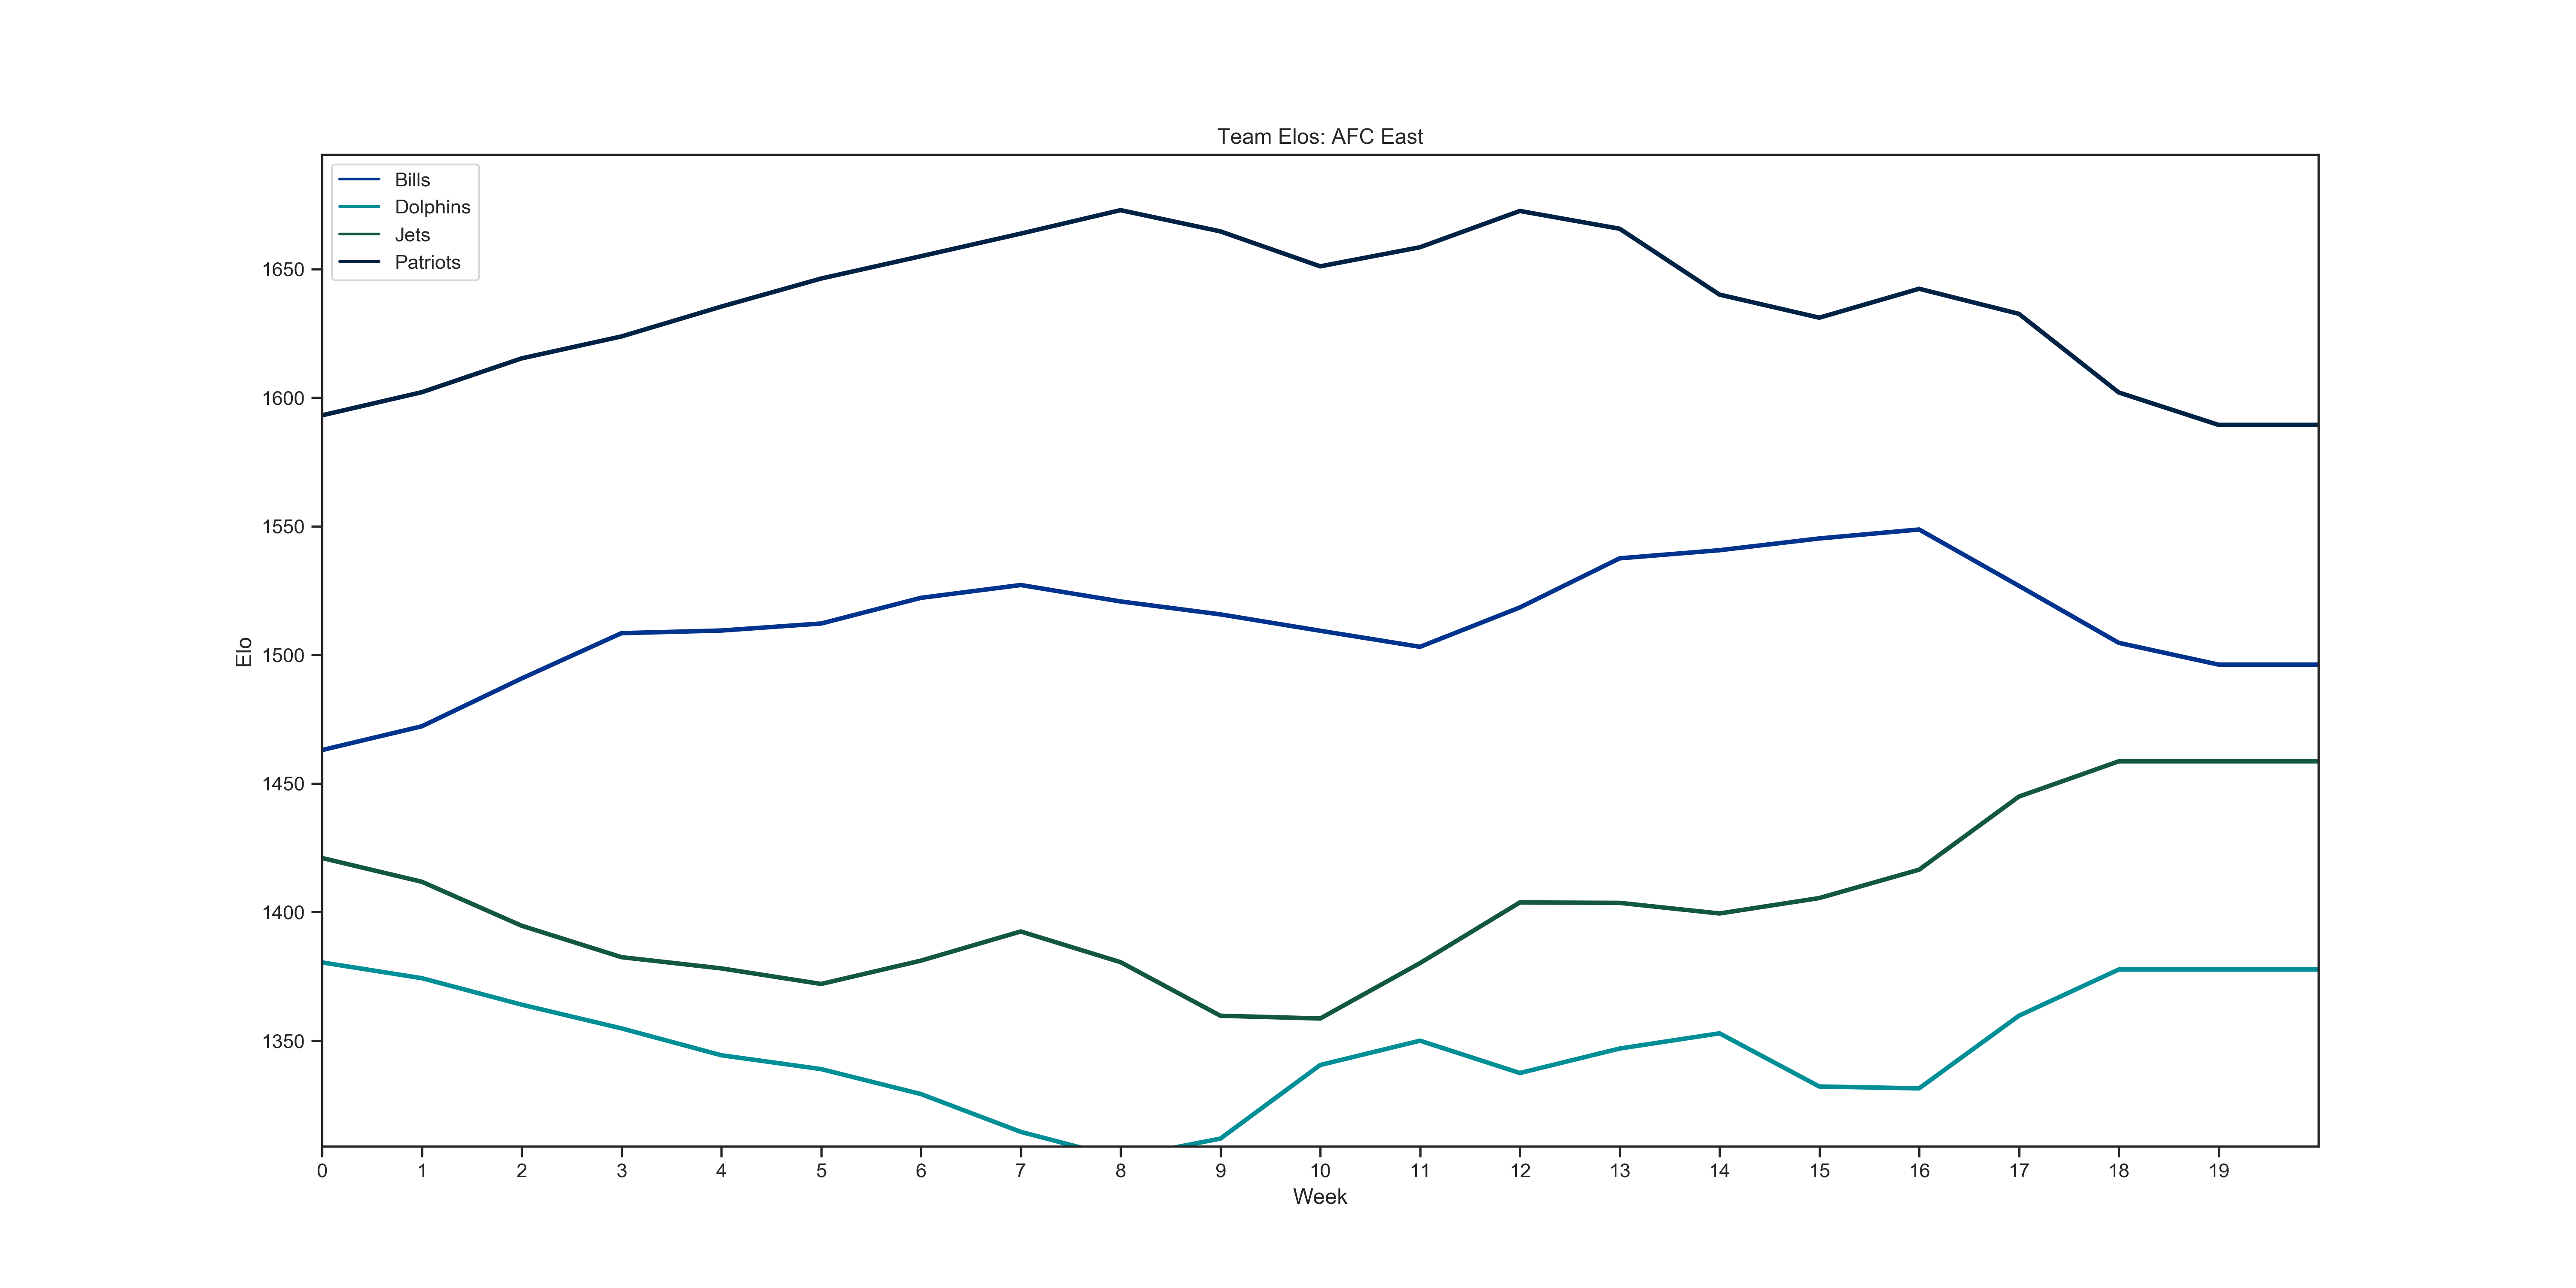 Team Elos: AFC East
Bills
Dolphins
Jets
Patriots
1650
1600
1550
1500
1450
1400
1350
Elo
0 1 2 3 4 5 6 7 8 9 10 11 12 13 14 15 16 17 18 19
Week